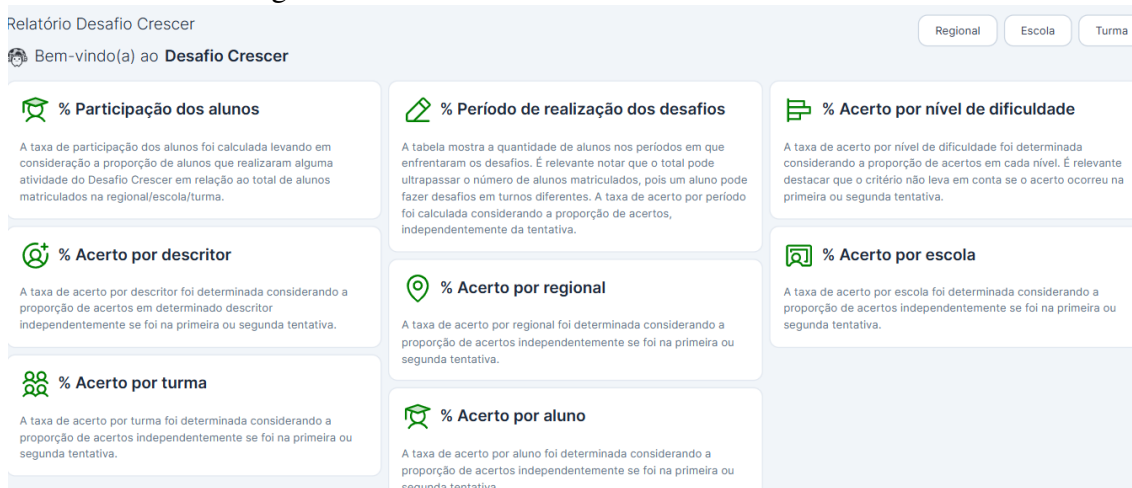 Relatório Desafio Crescer
Regional
Escola
Turma
Bem-vindo(a) ao Desafio Crescer
% Participação dos alunos
A taxa de participação dos alunos foi calculada levando em
consideração a proporção de alunos que realizaram alguma
atividade do Desafio Crescer em relação ao total de alunos
matriculados na regional/escola/turma.
% Período de realização dos desafios
A tabela mostra a quantidade de alunos nos períodos em que
enfrentaram os desafios. É relevante notar que o total pode
ultrapassar o número de alunos matriculados, pois um aluno pode
fazer desafios em turnos diferentes. A taxa de acerto por período
foi calculada considerando a proporção de acertos,
independentemente da tentativa.
% Acerto por nível de dificuldade
A taxa de acerto por nível de dificuldade foi determinada
considerando a proporção de acertos em cada nível. É relevante
destacar que o critério não leva em conta se o acerto ocorreu na
primeira ou segunda tentativa.
% Acerto por descritor
A taxa de acerto por descritor foi determinada considerando a
proporção de acertos em determinado descritor
independentemente se foi na primeira ou segunda tentativa.
% Acerto por regional
A taxa de acerto por regional foi determinada considerando a
proporção de acertos independentemente se foi na primeira ou
segunda tentativa.
% Acerto por escola
A taxa de acerto por escola foi determinada considerando a
proporção de acertos independentemente se foi na primeira ou
segunda tentativa.
% Acerto por turma
A taxa de acerto por turma foi determinada considerando a
proporção de acertos independentemente se foi na primeira ou
segunda tentativa.
% Acerto por aluno
A taxa de acerto por aluno foi determinada considerando a
proporção de acertos independentemente se foi na primeira ou
segunda tentativa